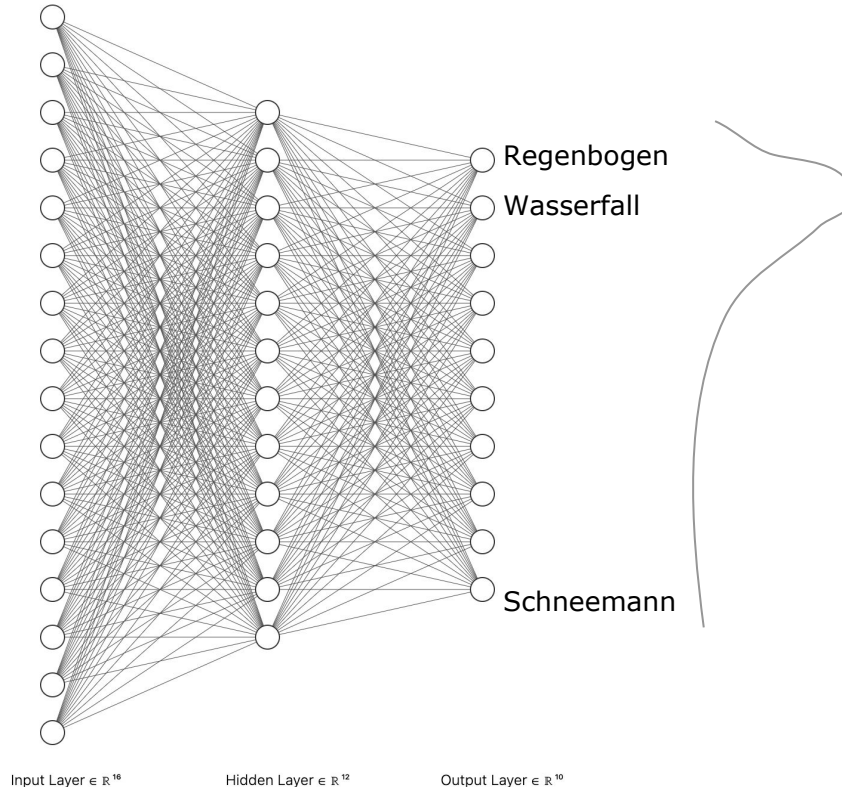 Regenbogen
Wasserfall
Schneemann
Input Layer ∈ ℝ¹⁶
Hidden Layer ∈ ℝ¹²
Output Layer ∈ ℝ¹⁰